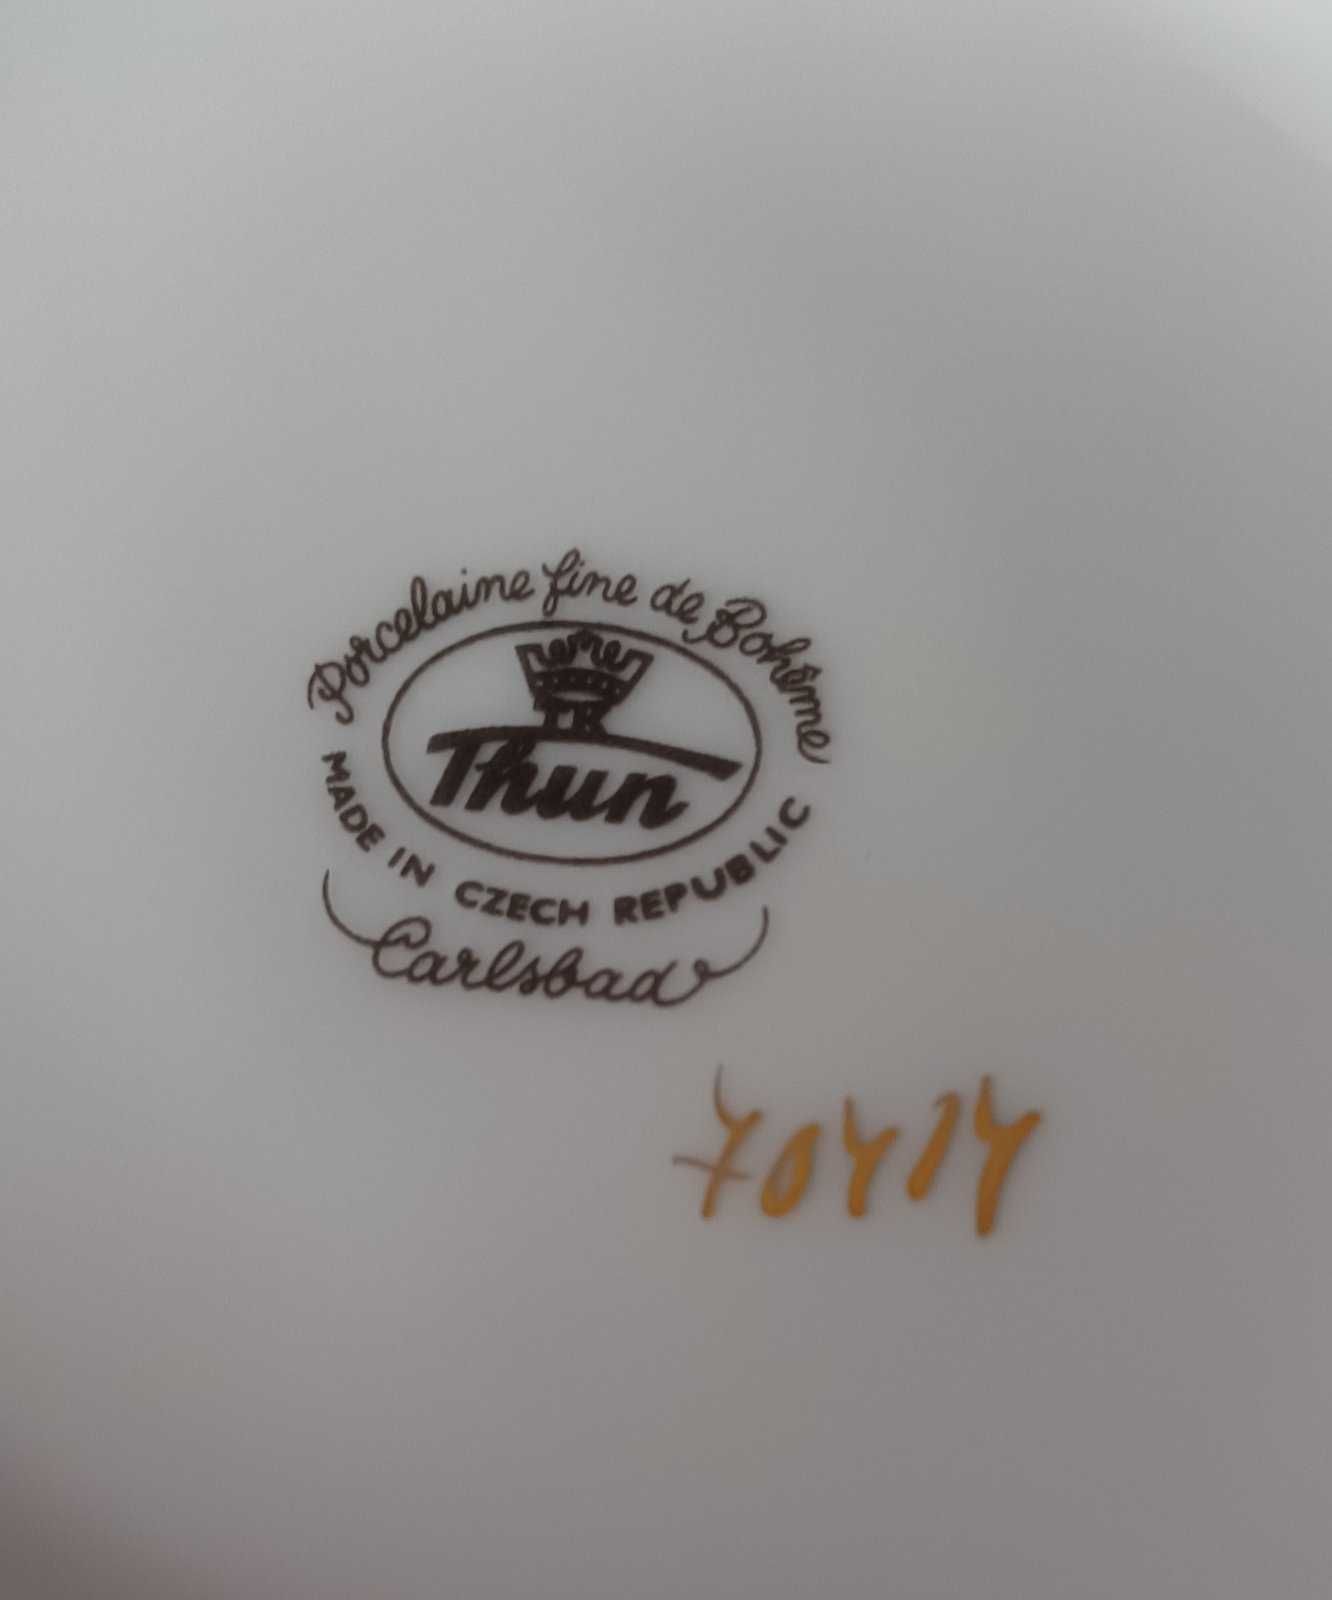 Porcelaine fine de Bohême
Thun
MADE IN CZECH REPUBLIC
Carlsbad
70414